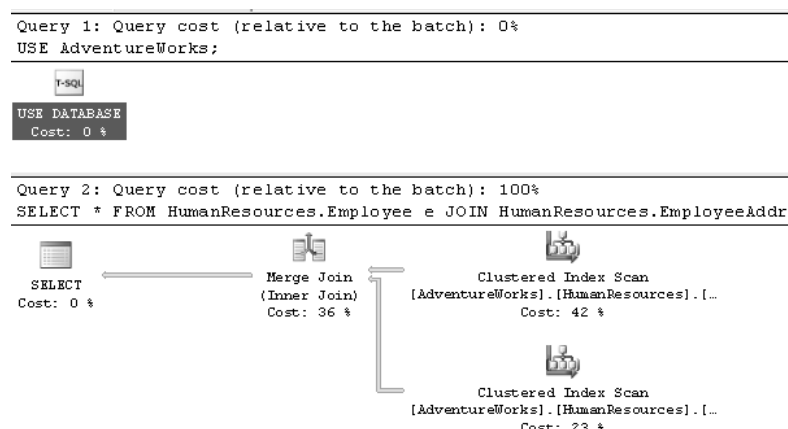 Query 1: Query cost (relative to the batch): 0%
USE AdventureWorks;
T-SQL
USE DATABASE
Cost: 0 %
Query 2: Query cost (relative to the batch): 100%
SELECT * FROM HumanResources.Employee e JOIN HumanResources.EmployeeAddr
SELECT
Cost: 0 %
Merge Join
(Inner Join)
Cost: 36 %
Clustered Index Scan
[AdventureWorks].[HumanResources].[…
Cost: 42 %
Clustered Index Scan
[AdventureWorks].[HumanResources].[…
Cost: 23 %